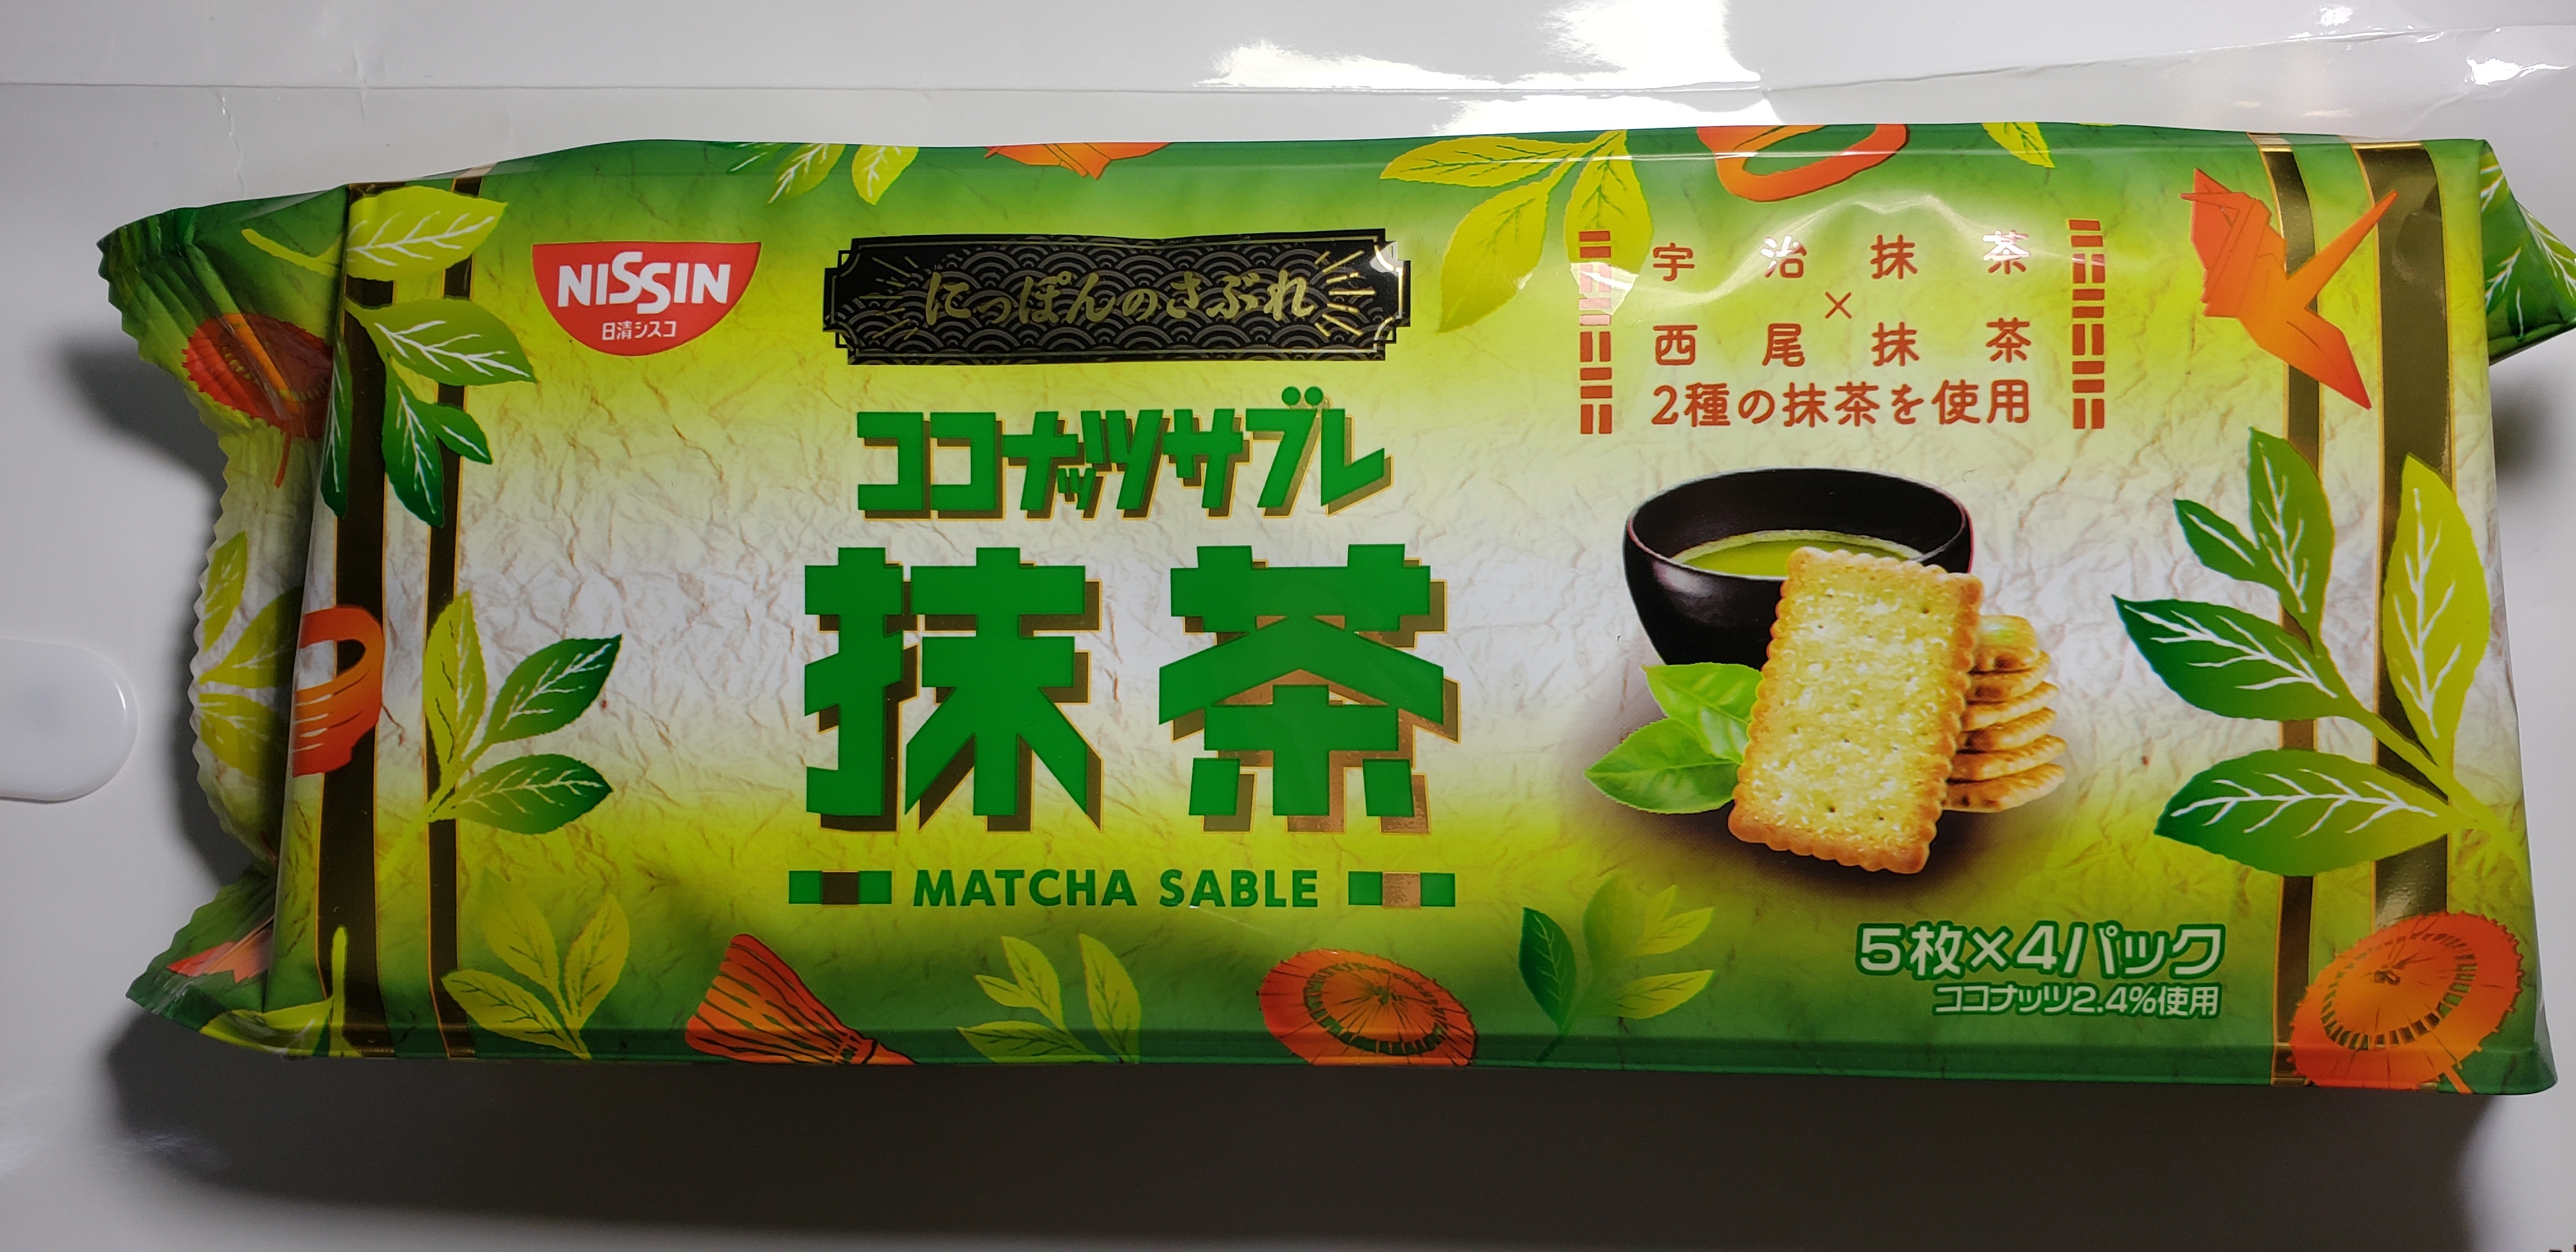 NISSIN
日清シスコ
にっぽんのさぶれ
ココナッツサブレ
抹茶
MATCHA SABLE
宇治抹茶
×
西尾抹茶
2種の抹茶を使用
5枚×4パック
ココナッツ2.4%使用